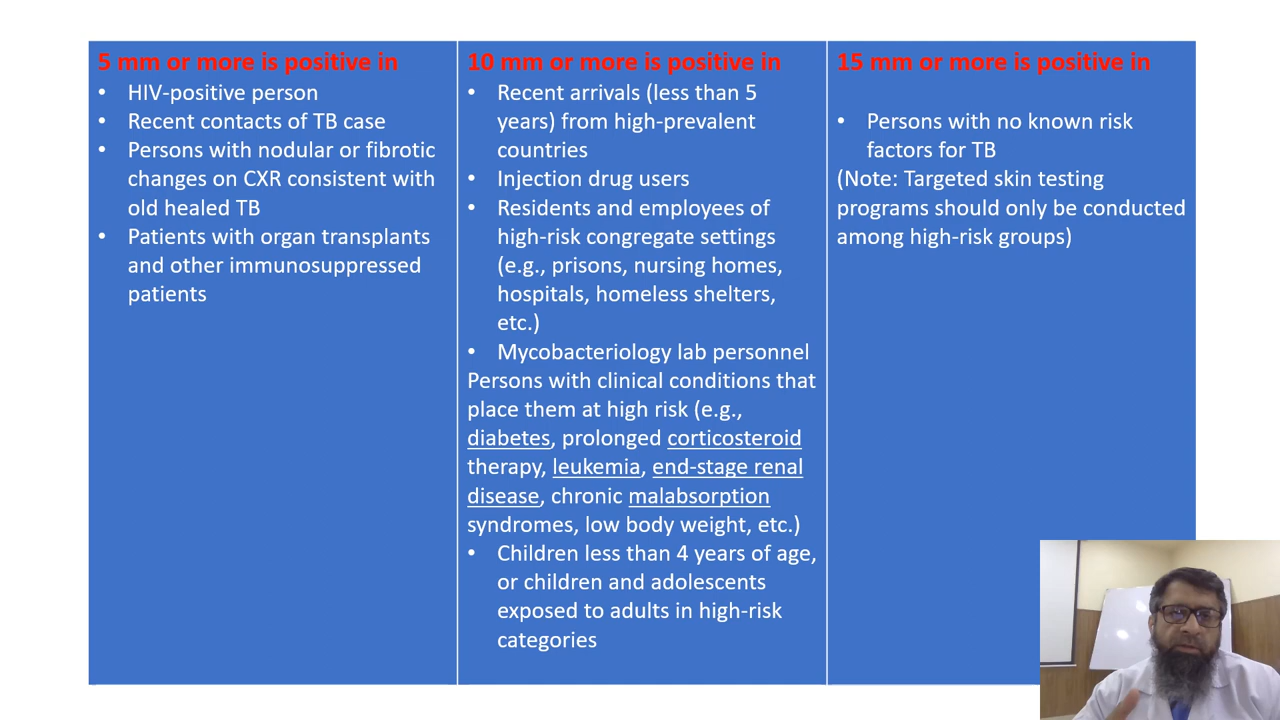 5 mm or more is positive in
• HIV-positive person
• Recent contacts of TB case
• Persons with nodular or fibrotic
changes on CXR consistent with
old healed TB
• Patients with organ transplants
and other immunosuppressed
patients
10 mm or more is positive in
• Recent arrivals (less than 5
years) from high-prevalent
countries
• Injection drug users
• Residents and employees of
high-risk congregate settings
(e.g., prisons, nursing homes,
hospitals, homeless shelters,
etc.)
• Mycobacteriology lab personnel
Persons with clinical conditions that
place them at high risk (e.g.,
diabetes, prolonged corticosteroid
therapy, leukemia, end-stage renal
disease, chronic malabsorption
syndromes, low body weight, etc.)
• Children less than 4 years of age,
or children and adolescents
exposed to adults in high-risk
categories
15 mm or more is positive in
• Persons with no known risk
factors for TB
(Note: Targeted skin testing
programs should only be conducted
among high-risk groups)